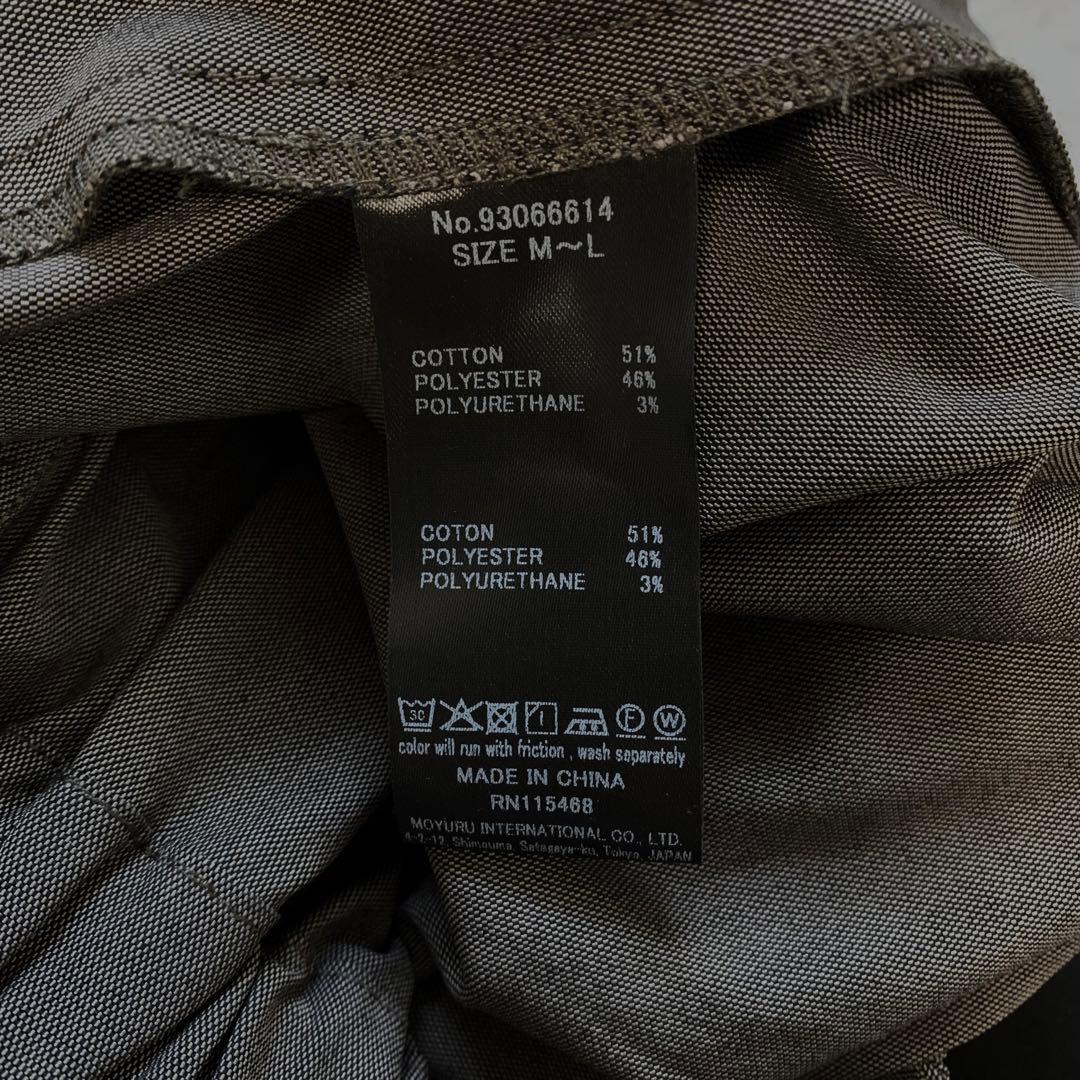 No.93066614
SIZE M～L
COTTON 51%
POLYESTER 46%
POLYURETHANE 3%
COTON 51%
POLYESTER 46%
POLYURETHANE 3%
30 F W
color will run with friction , wash separately
MADE IN CHINA
RN115468
MOYURU INTERNATIONAL CO., LTD.
4-2-12, Shimouma, Setagaya-ku, Tokyo, JAPAN